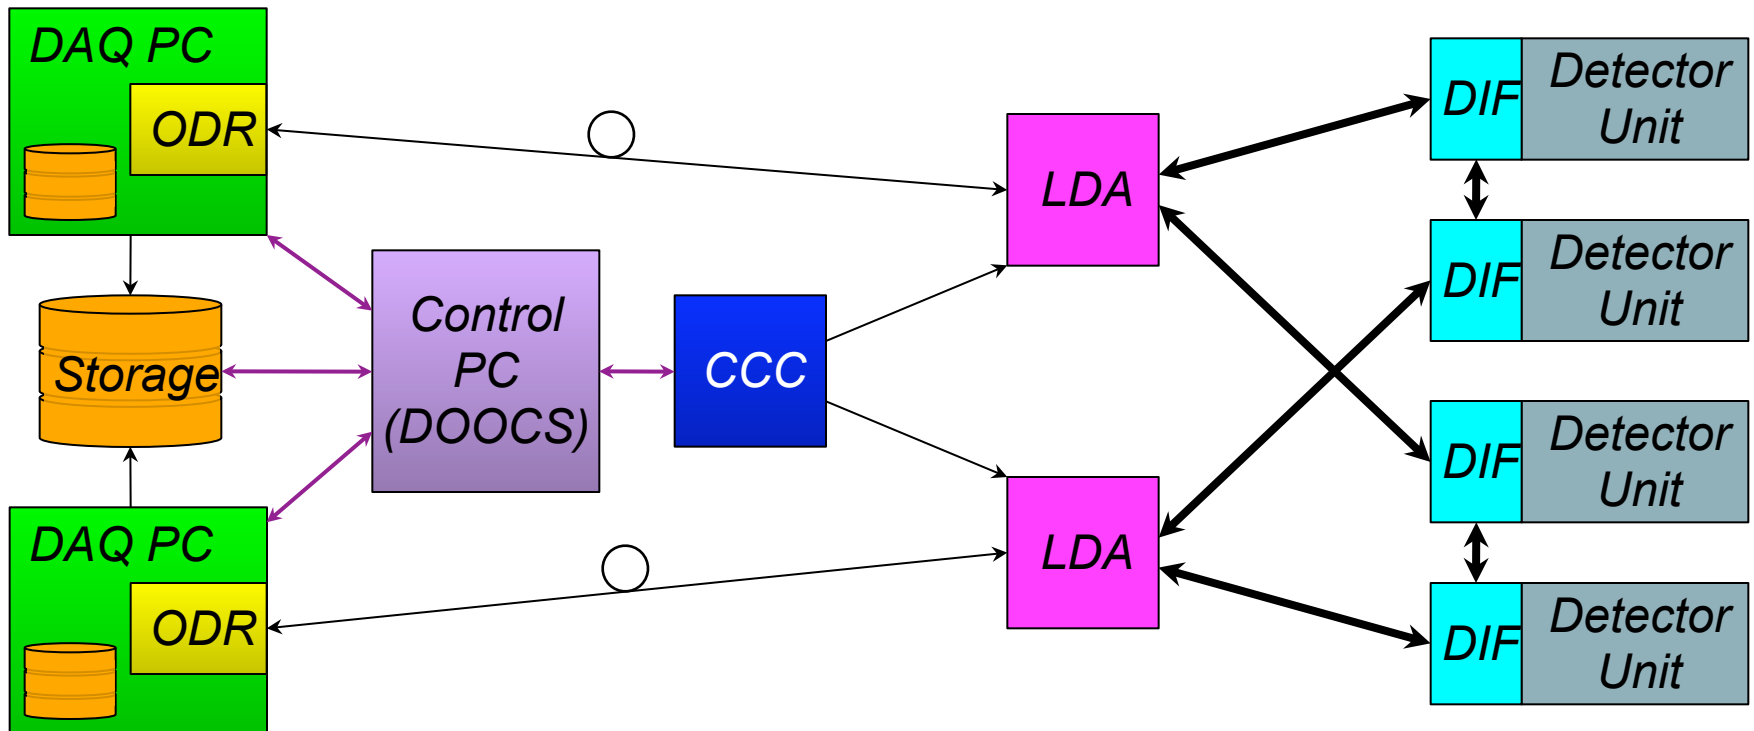 DAQ PC
ODR
Storage
DAQ PC
ODR
Control
PC
(DOOCS)
CCC
LDA
LDA
DIF
Detector
Unit
DIF
Detector
Unit
DIF
Detector
Unit
DIF
Detector
Unit